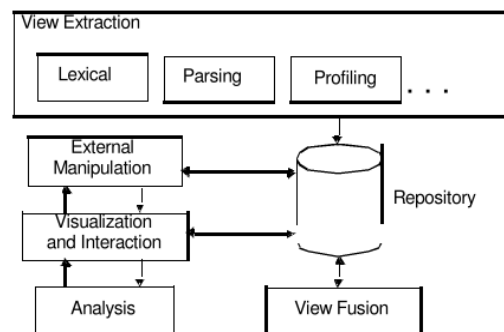 View Extraction
Lexical
Parsing
Profiling
. . .
External
Manipulation
Repository
Visualization
and Interaction
Analysis
View Fusion